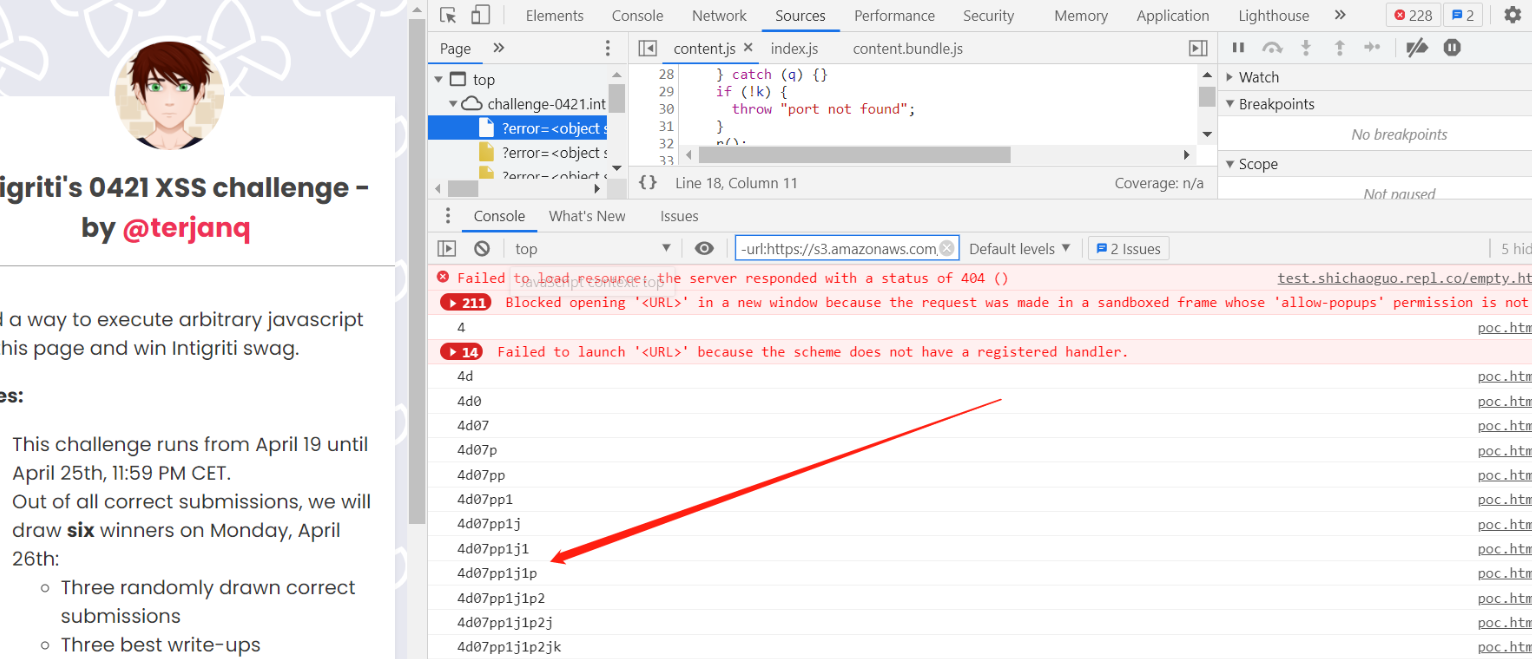 igriti's 0421 XSS challenge -
by @terjanq
a way to execute arbitrary javascript
this page and win Intigriti swag.
es:
This challenge runs from April 19 until
April 25th, 11:59 PM CET.
Out of all correct submissions, we will
draw six winners on Monday, April
26th:
Three randomly drawn correct
submissions
Three best write-ups
Elements Console Network Sources Performance Security Memory Application Lighthouse » 228 2
Page » content.js × index.js content.bundle.js
top
challenge-0421.int
?error=<object s
?error=<object s
?error=<object s
28 } catch (q) {}
29 if (!k) {
30 throw "port not found";
31 }
32 r();
33
{} Line 18, Column 11 Coverage: n/a
Watch
Breakpoints
No breakpoints
Scope
Not paused
Console What's New Issues
top -url:https://s3.amazonaws.com, Default levels 2 Issues 5 hid
Failed to load resource: the server responded with a status of 404 () test.shichaoguo.repl.co/empty.ht
JavaScript context: top
211 Blocked opening '<URL>' in a new window because the request was made in a sandboxed frame whose 'allow-popups' permission is not
4 poc.htm
14 Failed to launch '<URL>' because the scheme does not have a registered handler.
4d poc.htm
4d0 poc.htm
4d07 poc.htm
4d07p poc.htm
4d07pp poc.htm
4d07pp1 poc.htm
4d07pp1j poc.htm
4d07pp1j1 poc.htm
4d07pp1j1p poc.htm
4d07pp1j1p2 poc.htm
4d07pp1j1p2j poc.htm
4d07pp1j1p2jk poc.htm